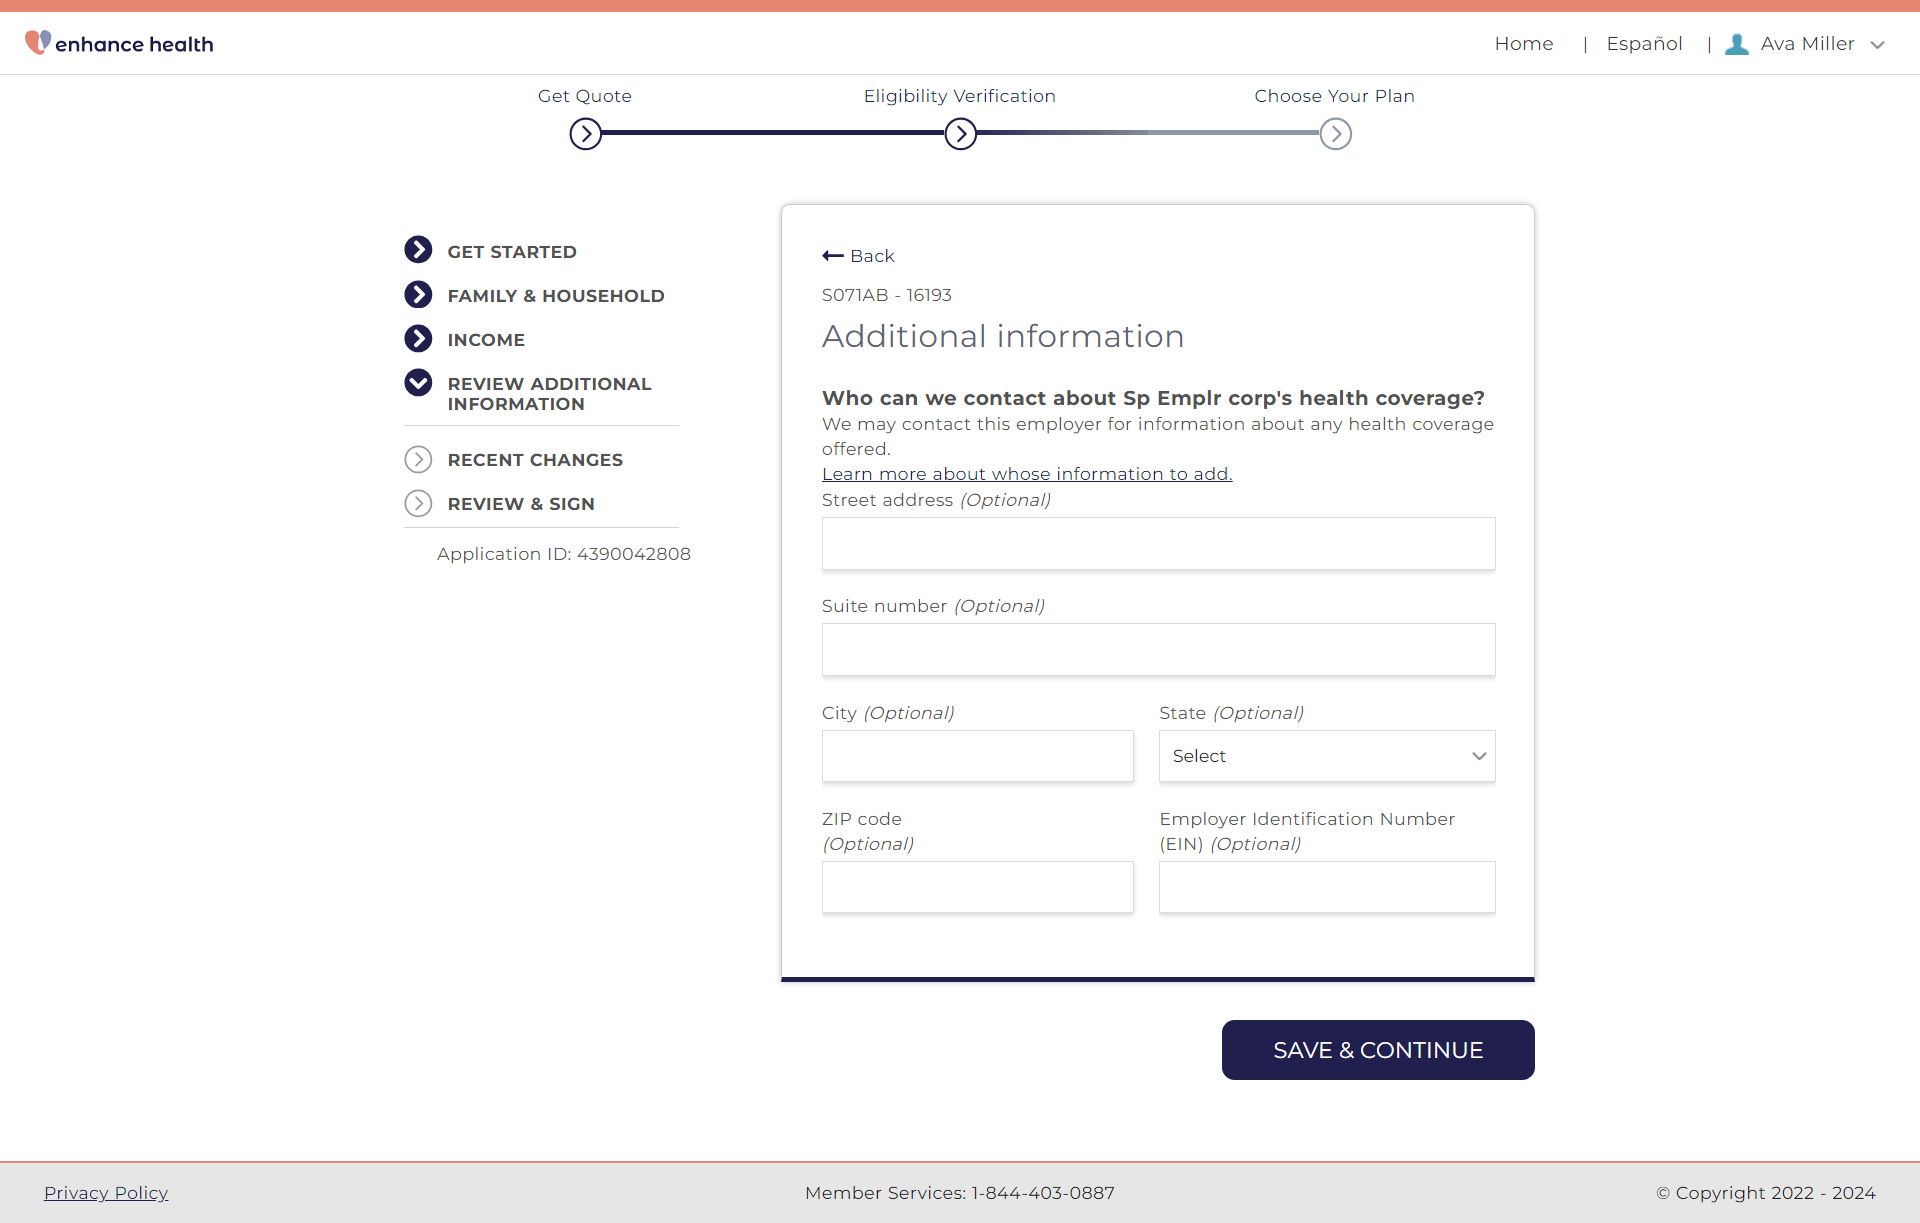 enhance health
Home | Español | Ava Miller
Get Quote
Eligibility Verification
Choose Your Plan
GET STARTED
FAMILY & HOUSEHOLD
INCOME
REVIEW ADDITIONAL
INFORMATION
RECENT CHANGES
REVIEW & SIGN
Application ID: 4390042808
Back
S071AB - 16193
Additional information
Who can we contact about Sp Emplr corp's health coverage?
We may contact this employer for information about any health coverage
offered.
Learn more about whose information to add.
Street address (Optional)
Suite number (Optional)
City (Optional)
State (Optional)
Select
ZIP code
(Optional)
Employer Identification Number
(EIN) (Optional)
SAVE & CONTINUE
Privacy Policy
Member Services: 1-844-403-0887
© Copyright 2022 - 2024